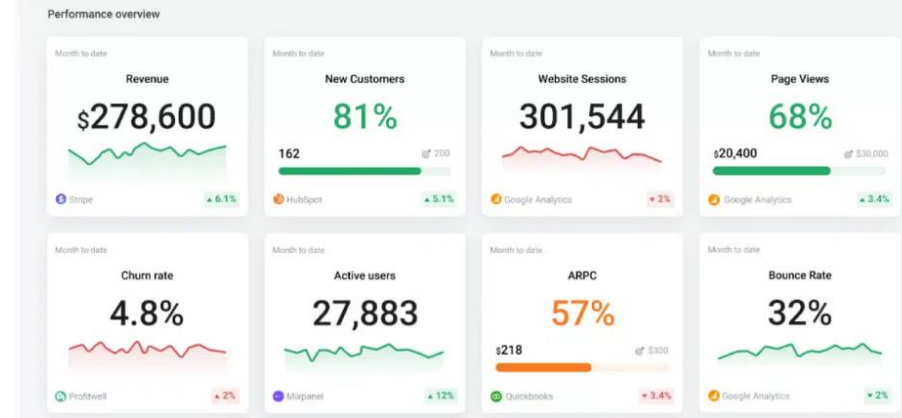 Performance overview
Month to date
Revenue
$278,600
Stripe
▲ 6.1%
Month to date
New Customers
81%
162
200
HubSpot
▲ 5.1%
Month to date
Website Sessions
301,544
Google Analytics
▼ 2%
Month to date
Page Views
68%
$20,400
$30,000
Google Analytics
▲ 3.4%
Month to date
Churn rate
4.8%
Profitwell
▲ 2%
Month to date
Active users
27,883
Mixpanel
▲ 12%
Month to date
ARPC
57%
$218
$300
Quickbooks
▼ 3.4%
Month to date
Bounce Rate
32%
Google Analytics
▼ 2%